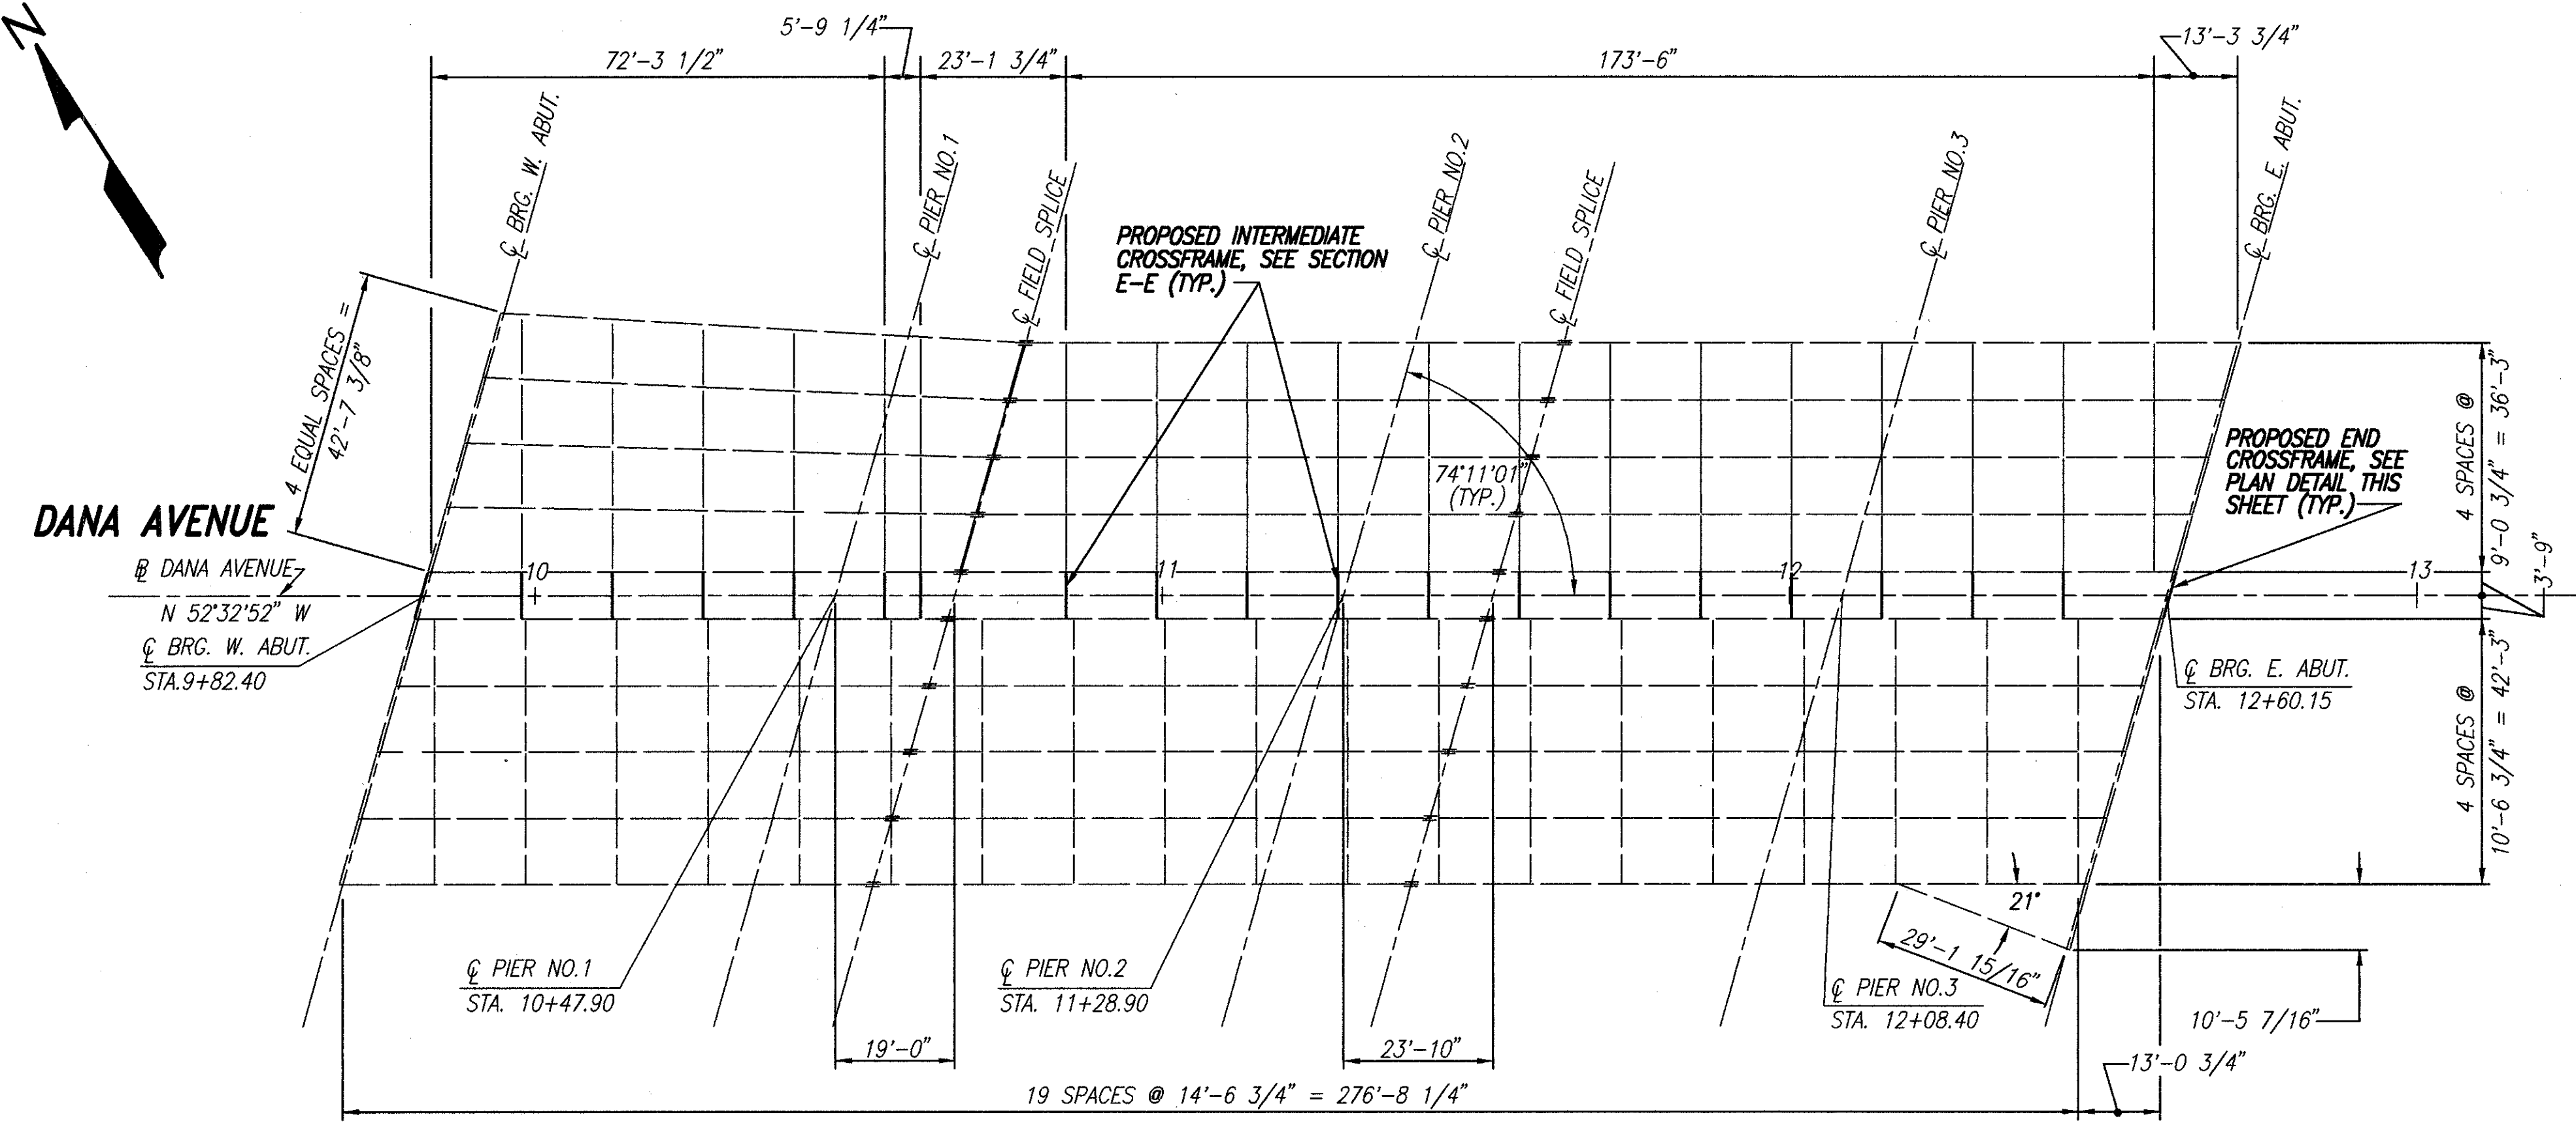 N
5'-9 1/4"
72'-3 1/2"
23'-1 3/4"
173'-6"
13'-3 3/4"
℄ BRG. W. ABUT.
℄ PIER NO.1
℄ FIELD SPLICE
℄ PIER NO.2
℄ FIELD SPLICE
℄ PIER NO.3
℄ BRG. E. ABUT.
PROPOSED INTERMEDIATE
CROSSFRAME, SEE SECTION
E-E (TYP.)
4 EQUAL SPACES =
42'-7 3/8"
74°11'01"
(TYP.)
PROPOSED END
CROSSFRAME, SEE
PLAN DETAIL THIS
SHEET (TYP.)
4 SPACES @
9'-0 3/4" = 36'-3"
3'-9"
DANA AVENUE
BL DANA AVENUE
N 52°32'52" W
10
11
12
13
℄ BRG. W. ABUT.
STA.9+82.40
℄ BRG. E. ABUT.
STA. 12+60.15
4 SPACES @
10'-6 3/4" = 42'-3"
21°
29'-1 15/16"
℄ PIER NO.1
STA. 10+47.90
℄ PIER NO.2
STA. 11+28.90
℄ PIER NO.3
STA. 12+08.40
10'-5 7/16"
19'-0"
23'-10"
13'-0 3/4"
19 SPACES @ 14'-6 3/4" = 276'-8 1/4"